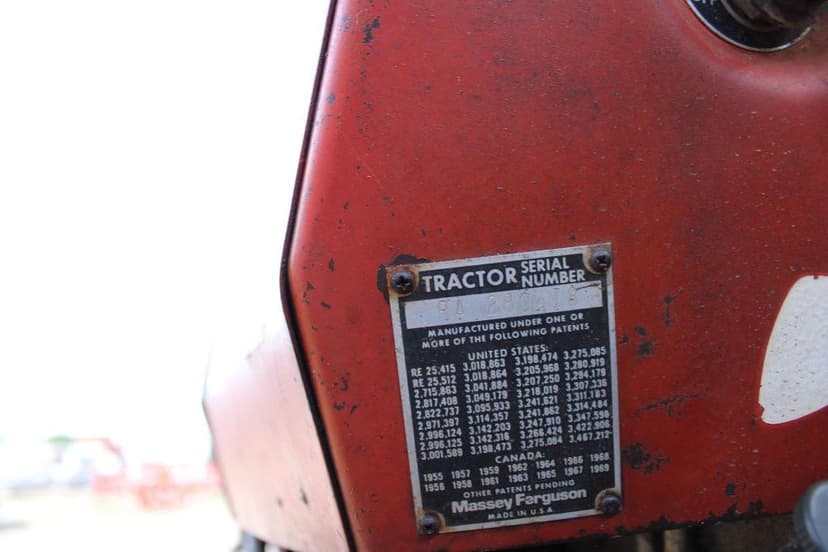 TRACTOR SERIAL NUMBER
MANUFACTURED UNDER ONE OR
MORE OF THE FOLLOWING PATENTS
UNITED STATES:
RE 25,415 3,018,863 3,198,474 3,275,085
RE 25,512 3,018,864 3,205,968 3,280,919
2,715,863 3,041,884 3,207,250 3,294,179
2,817,408 3,049,179 3,218,019 3,307,336
2,822,737 3,095,933 3,241,621 3,311,183
2,971,397 3,114,357 3,241,862 3,314,484
2,996,124 3,142,203 3,247,910 3,347,598
2,996,125 3,142,316 3,266,424 3,422,906
3,001,589 3,198,473 3,275,084 3,467,212
CANADA:
1955 1957 1959 1962 1964 1966 1968
1956 1958 1961 1963 1965 1967 1969
OTHER PATENTS PENDING
Massey Ferguson
MADE IN U.S.A.